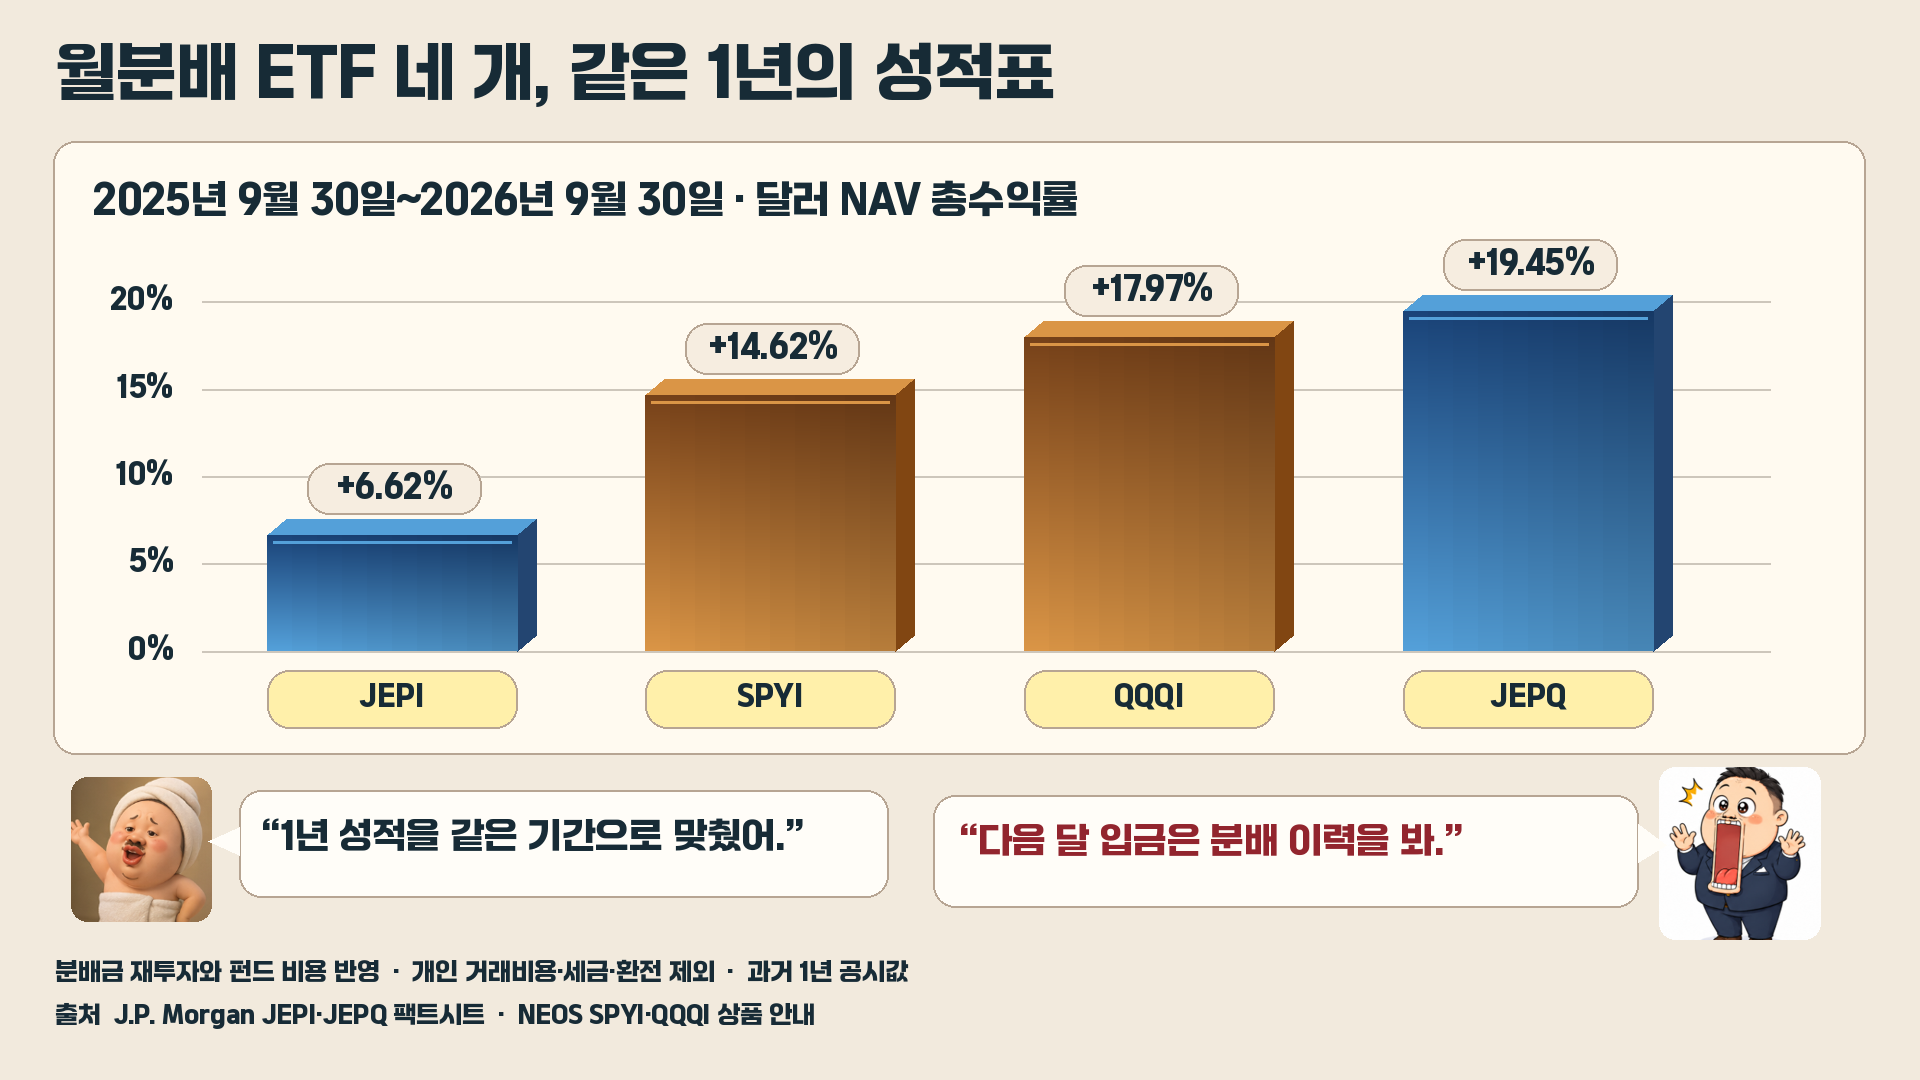 월분배 ETF 네 개, 같은 1년의 성적표
2025년 9월 30일~2026년 9월 30일 · 달러 NAV 총수익률
20%
15%
10%
5%
0%
+6.62%
+14.62%
+17.97%
+19.45%
JEPI
SPYI
QQQI
JEPQ
“1년 성적을 같은 기간으로 맞췄어.”
“다음 달 입금은 분배 이력을 봐.”
분배금 재투자와 펀드 비용 반영 · 개인 거래비용·세금·환전 제외 · 과거 1년 공시값
출처 J.P. Morgan JEPI·JEPQ 팩트시트 · NEOS SPYI·QQQI 상품 안내